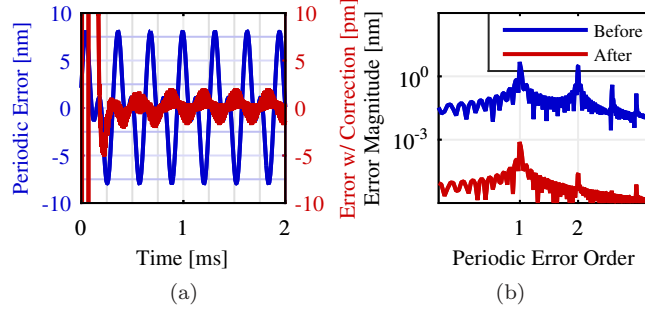 Periodic Error [nm]
10
5
0
-5
-10
0 1 2
Time [ms]
10
5
0
-5
-10
Error w/ Correction [pm]
(a)
Error Magnitude [nm]
10^0
10^-3
1 2
Periodic Error Order
Before
After
(b)